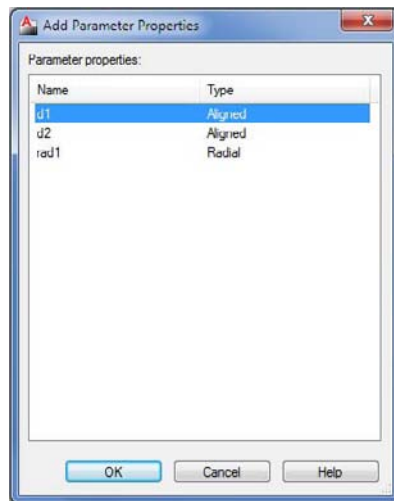 Add Parameter Properties
Parameter properties:
Name Type
d1 Aligned
d2 Aligned
rad1 Radial
OK Cancel Help